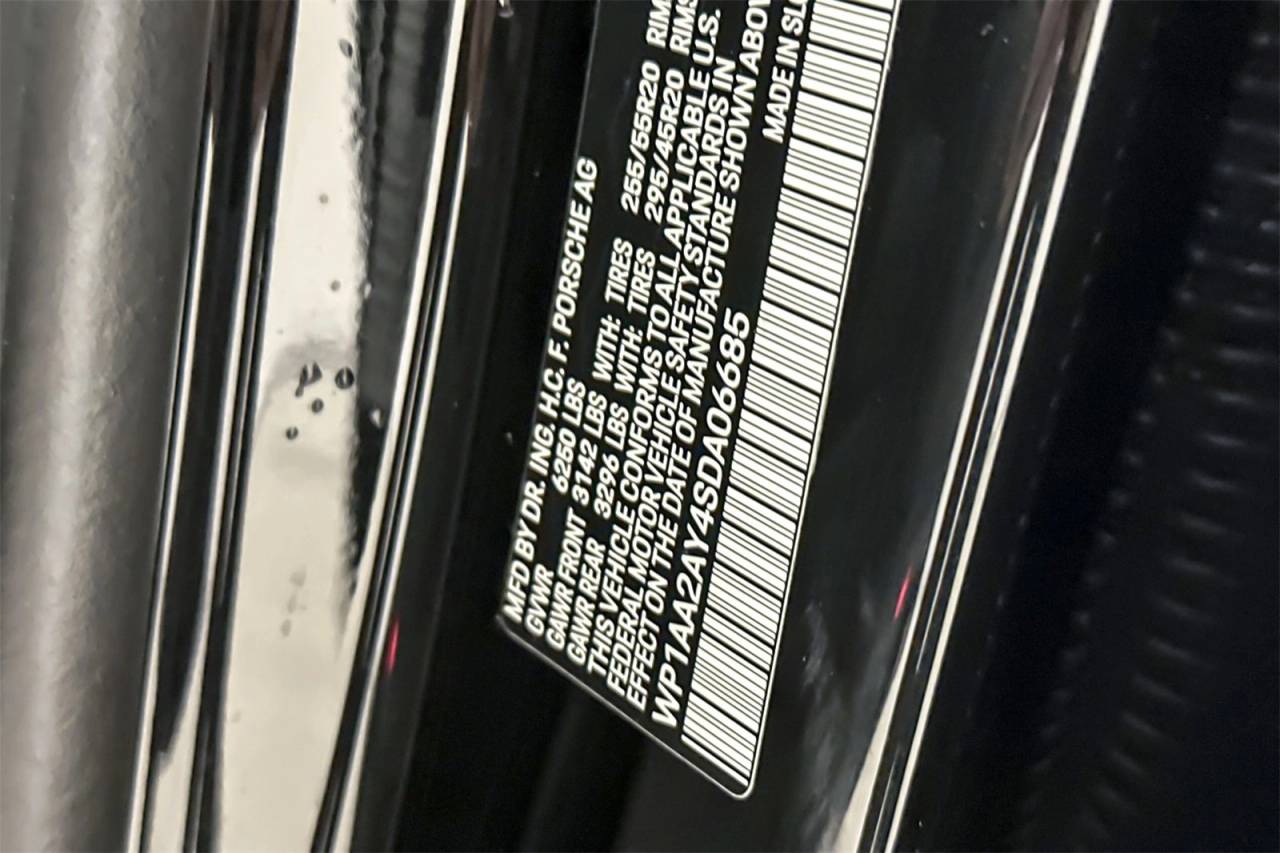 MFD BY DR. ING. H.C. F. PORSCHE AG
GVWR 6250 LBS
GAWR FRONT 3142 LBS WITH: TIRES 255/55R20 RIMS
GAWR REAR 3296 LBS WITH: TIRES 295/45R20 RIMS
THIS VEHICLE CONFORMS TO ALL APPLICABLE U.S.
FEDERAL MOTOR VEHICLE SAFETY STANDARDS IN
EFFECT ON THE DATE OF MANUFACTURE SHOWN ABOV
WP1AA2AY4SDA06685 MADE IN SL